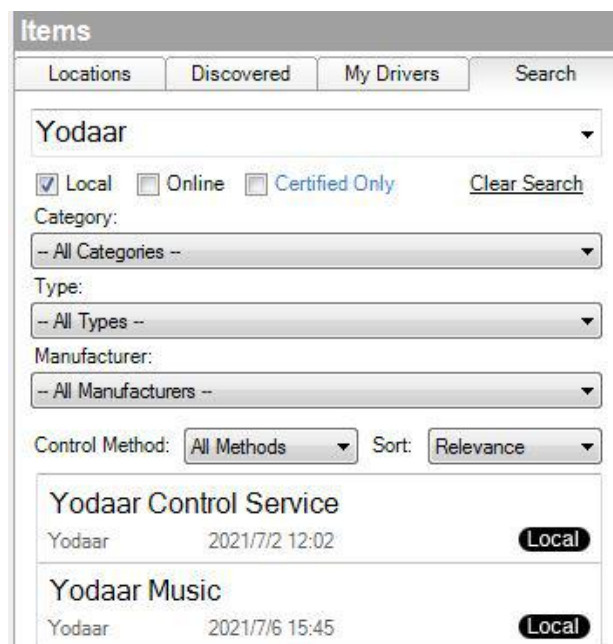 Items
Locations Discovered My Drivers Search
Yodaar
Local Online Certified Only Clear Search
Category:
-- All Categories --
Type:
-- All Types --
Manufacturer:
-- All Manufacturers --
Control Method: All Methods Sort: Relevance
Yodaar Control Service
Yodaar 2021/7/2 12:02 Local
Yodaar Music
Yodaar 2021/7/6 15:45 Local